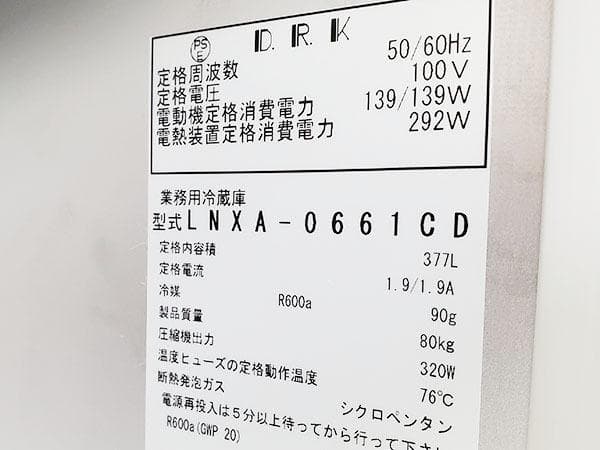 PS
E
D.R.K
定格周波数 50/60Hz
定格電圧 100V
電動機定格消費電力 139/139W
電熱装置定格消費電力 292W
業務用冷蔵庫
型式 LNXA-0661CD
定格内容積 377L
定格電流 1.9/1.9A
冷媒 R600a 90g
製品質量 80kg
圧縮機出力 320W
温度ヒューズの定格動作温度 76℃
断熱発泡ガス シクロペンタン
電源再投入は5分以上待ってから行って下さ
R600a(GWP 20)